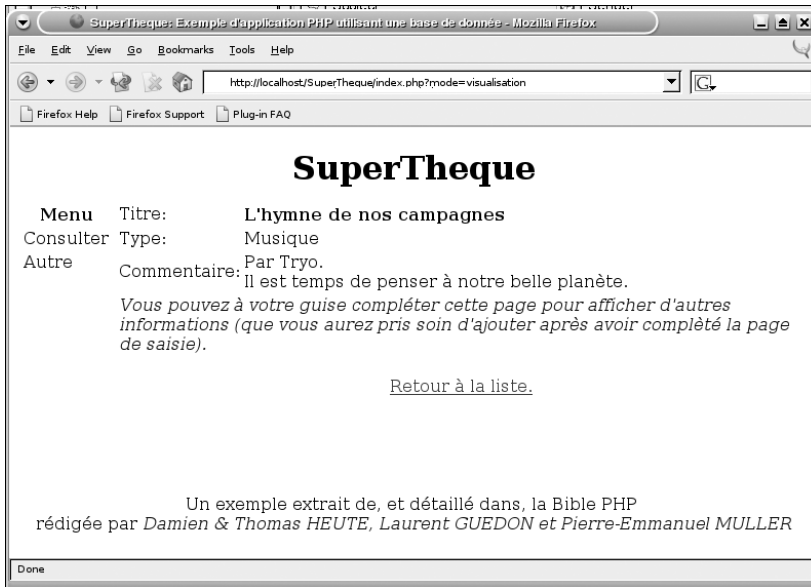 SuperTheque: Exemple d'application PHP utilisant une base de donnée - Mozilla Firefox
File Edit View Go Bookmarks Tools Help
http://localhost/SuperTheque/index.php?mode=visualisation
Firefox Help Firefox Support Plug-in FAQ
SuperTheque
Menu Titre: L'hymne de nos campagnes
Consulter Type: Musique
Autre Commentaire: Par Tryo.
Il est temps de penser à notre belle planète.
Vous pouvez à votre guise compléter cette page pour afficher d'autres
informations (que vous aurez pris soin d'ajouter après avoir complèté la page
de saisie).
Retour à la liste.
Un exemple extrait de, et détaillé dans, la Bible PHP
rédigée par Damien & Thomas HEUTE, Laurent GUEDON et Pierre-Emmanuel MULLER
Done